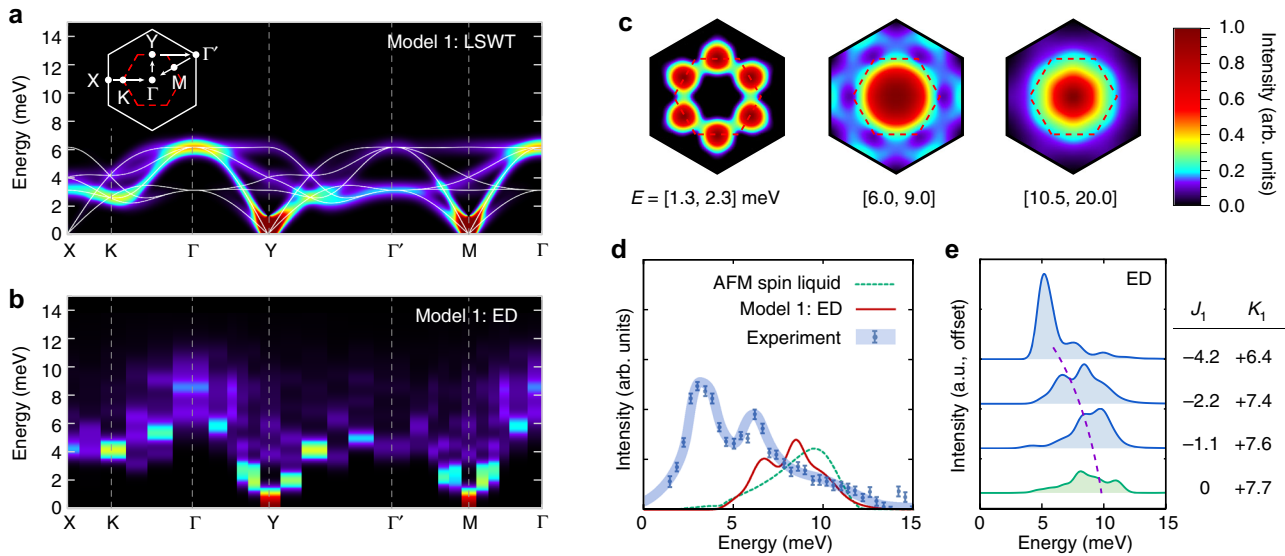 a
Model 1: LSWT
Energy (meV)
14
12
10
8
6
4
2
0
Y
Γ′
X
K
Γ
M
X K Γ Y Γ′ M Γ
b
Model 1: ED
Energy (meV)
14
12
10
8
6
4
2
0
X K Γ Y Γ′ M Γ
c
E = [1.3, 2.3] meV
[6.0, 9.0]
[10.5, 20.0]
1.0
0.8
0.6
0.4
0.2
0.0
Intensity (arb. units)
d
AFM spin liquid
Model 1: ED
Experiment
Intensity (arb. units)
0 5 10 15
Energy (meV)
e
ED
Intensity (a.u., offset)
0 5 10 15
Energy (meV)
J₁ K₁
−4.2 +6.4
−2.2 +7.4
−1.1 +7.6
0 +7.7